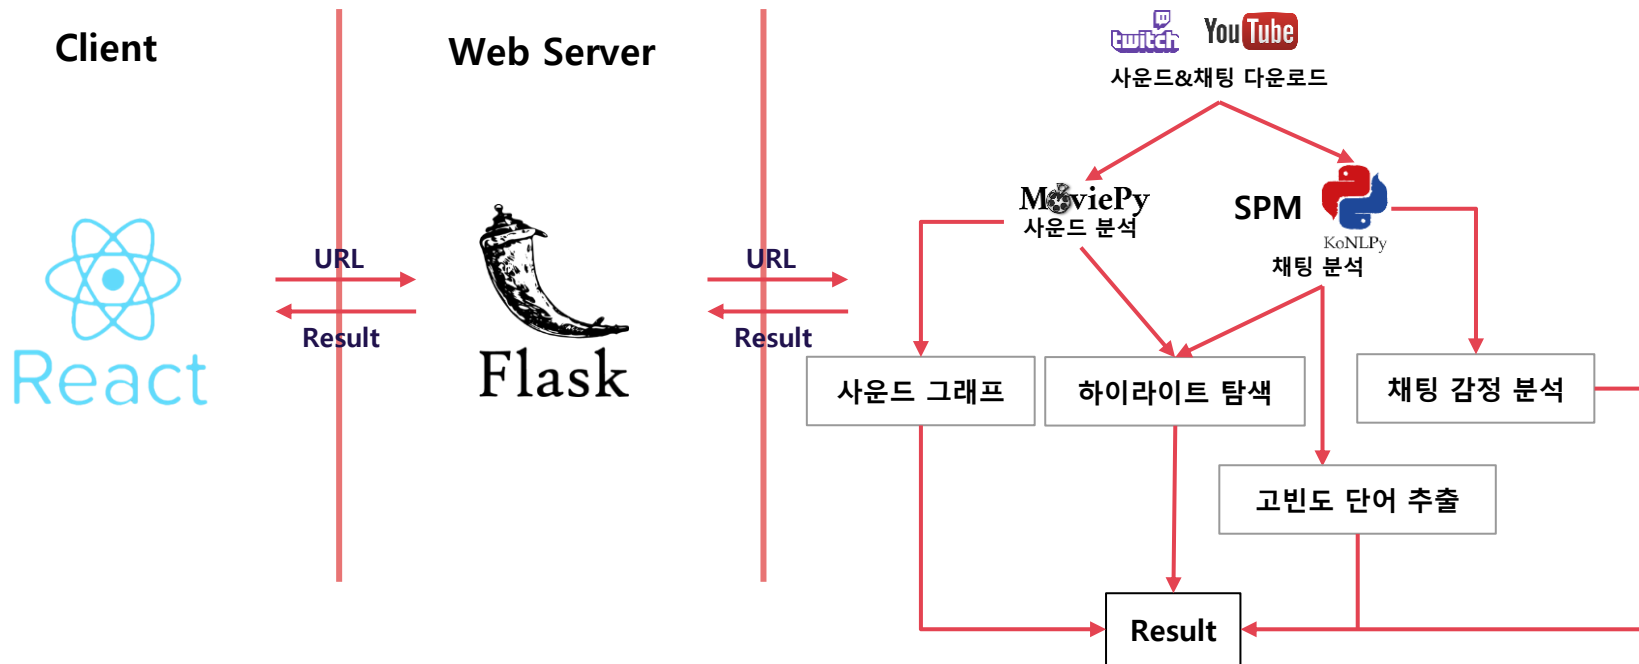 Client
Web Server
twitch
YouTube
사운드&채팅 다운로드
MoviePy
사운드 분석
SPM
KoNLPy
채팅 분석
URL
Result
URL
Result
React
Flask
사운드 그래프
하이라이트 탐색
채팅 감정 분석
고빈도 단어 추출
Result